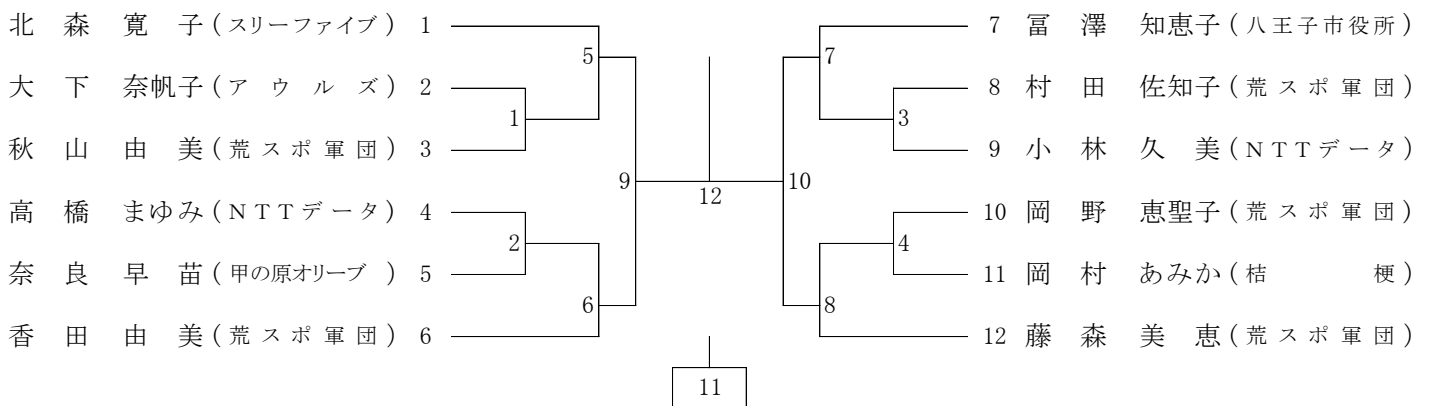 北森寛子(スリーファイブ) 1
大下奈帆子(アウルズ) 2
秋山由美(荒スポ軍団) 3
高橋まゆみ(NTTデータ) 4
奈良早苗(甲の原オリーブ) 5
香田由美(荒スポ軍団) 6
5
1
9
2
6
12
11
7
3
10
4
8
7 冨澤知恵子(八王子市役所)
8 村田佐知子(荒スポ軍団)
9 小林久美(NTTデータ)
10 岡野恵聖子(荒スポ軍団)
11 岡村あみか(桔梗)
12 藤森美恵(荒スポ軍団)